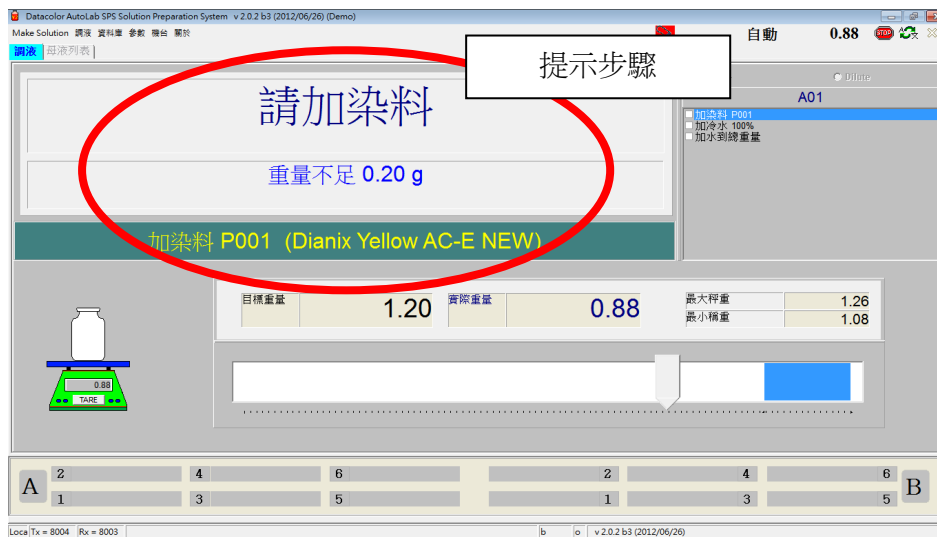 Datacolor AutoLab SPS Solution Preparation System v 2.0.2 b3 (2012/06/26) (Demo)
Make Solution 調液 資料庫 參數 機台 關於
自動 0.88 STOP
調液 母液列表
提示步驟
Dilute
請加染料
A01
加染料 P001
加冷水 100%
加水到總重量
重量不足 0.20 g
加染料 P001 (Dianix Yellow AC-E NEW)
目標重量 1.20 實際重量 0.88 最大秤重 1.26
最小稱重 1.08
0.88
TARE
A 2 4 6 2 4 6 B
1 3 5 1 3 5
Loca Tx = 8004 Rx = 8003 b o v 2.0.2 b3 (2012/06/26)